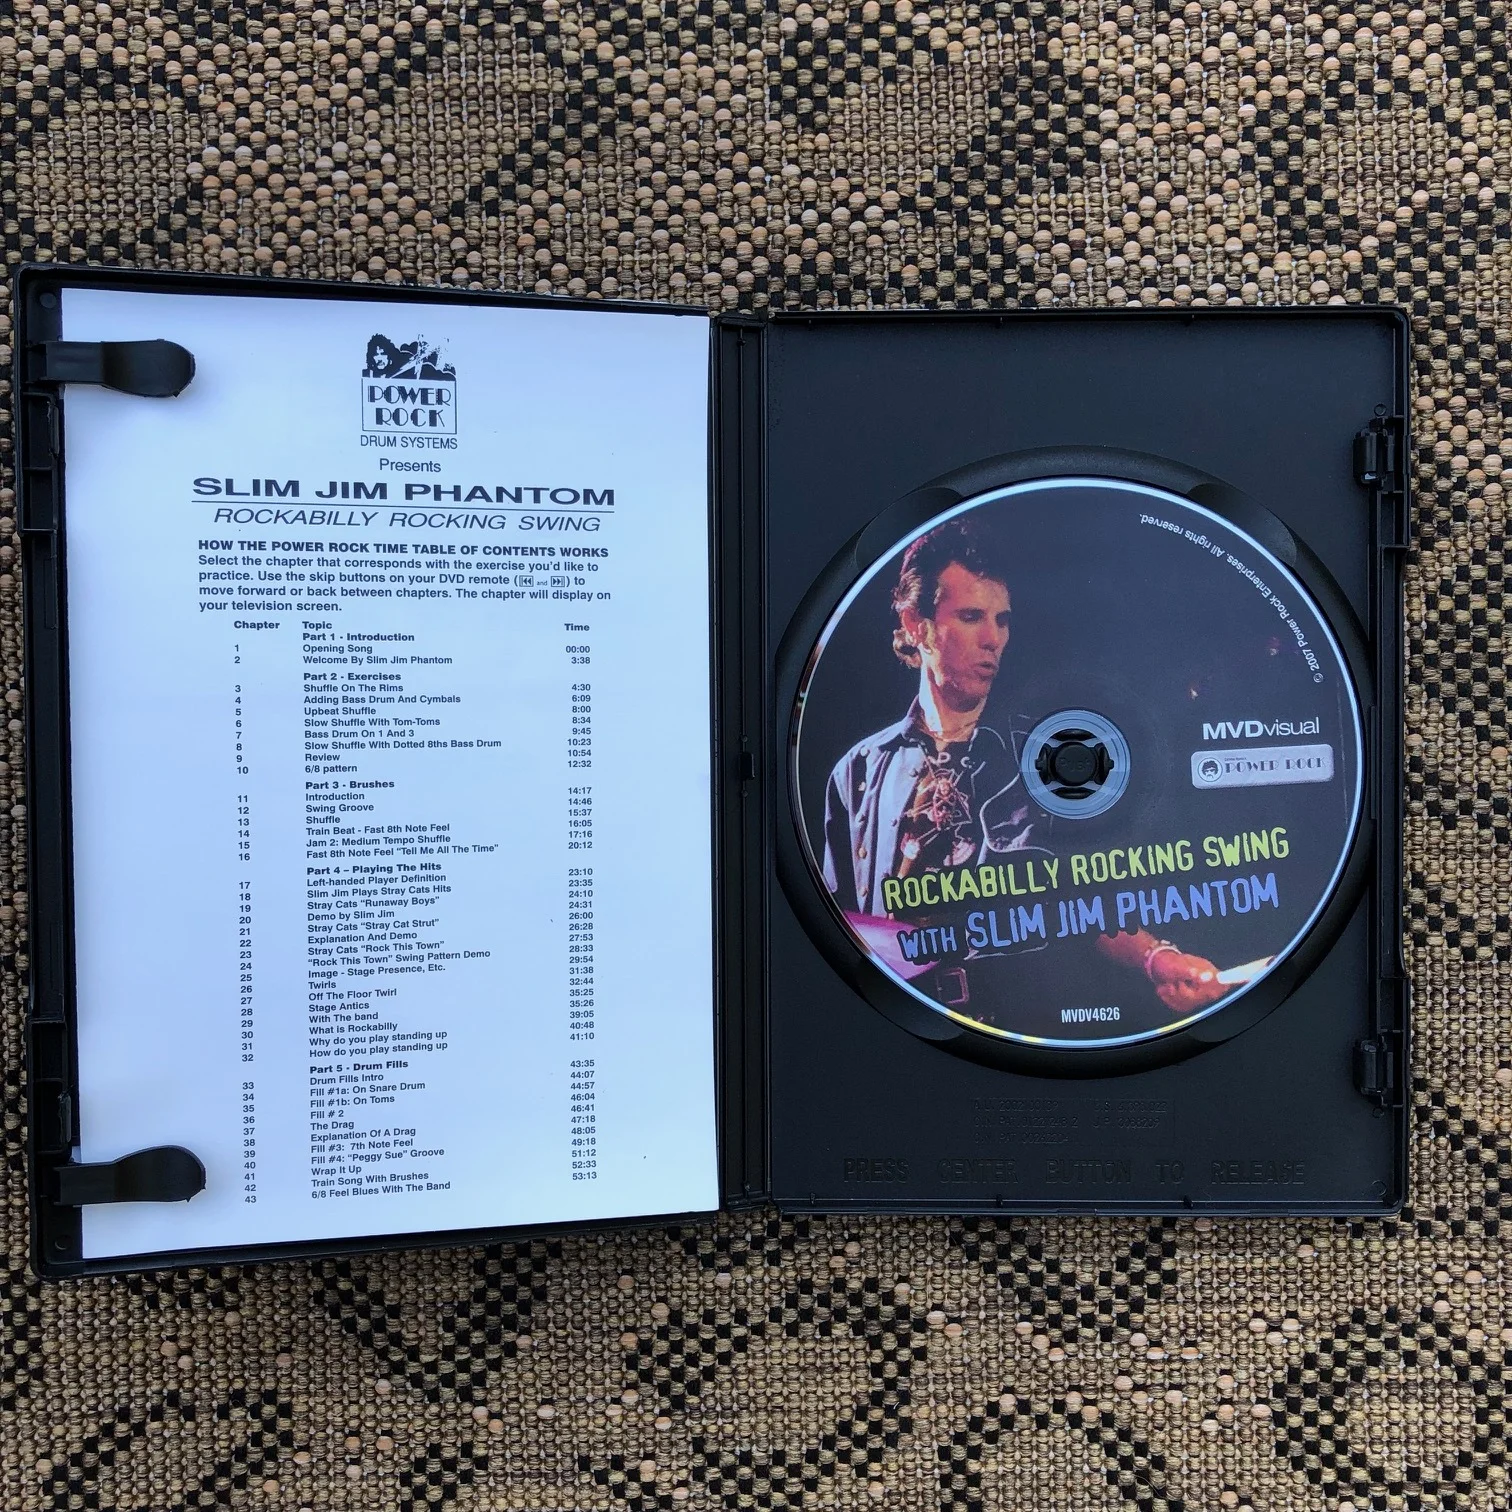 POWER
ROCK
DRUM SYSTEMS
Presents
SLIM JIM PHANTOM
ROCKABILLY ROCKING SWING
HOW THE POWER ROCK TIME TABLE OF CONTENTS WORKS
Select the chapter that corresponds with the exercise you'd like to
practice. Use the skip buttons on your DVD remote (⏮ and ⏭) to
move forward or back between chapters. The chapter will display on
your television screen.
Chapter Topic Time
Part 1 - Introduction
1 Opening Song 00:00
2 Welcome By Slim Jim Phantom 3:38
Part 2 - Exercises
3 Shuffle On The Rims 4:30
4 Adding Bass Drum And Cymbals 6:09
5 Upbeat Shuffle 8:00
6 Slow Shuffle With Tom-Toms 8:34
7 Bass Drum On 1 And 3 9:45
8 Slow Shuffle With Dotted 8ths Bass Drum 10:23
9 Review 10:54
10 6/8 pattern 12:32
Part 3 - Brushes
11 Introduction 14:17
12 Swing Groove 14:46
13 Shuffle 15:37
14 Train Beat - Fast 8th Note Feel 16:05
15 Jam 2: Medium Tempo Shuffle 17:16
16 Fast 8th Note Feel "Tell Me All The Time" 20:12
Part 4 – Playing The Hits
17 Left-handed Player Definition 23:10
18 Slim Jim Plays Stray Cats Hits 23:35
19 Stray Cats "Runaway Boys" 24:10
20 Demo by Slim Jim 24:31
21 Stray Cats "Stray Cat Strut" 26:00
22 Explanation And Demo 26:28
23 Stray Cats "Rock This Town" 27:53
24 "Rock This Town" Swing Pattern Demo 28:33
25 Image - Stage Presence, Etc. 29:54
26 Twirls 31:38
27 Off The Floor Twirl 32:44
28 Stage Antics 35:25
29 With The band 35:26
30 What is Rockabilly 39:05
31 Why do you play standing up 40:48
32 How do you play standing up 41:10
Part 5 - Drum Fills
33 Drum Fills Intro 43:35
34 Fill #1a: On Snare Drum 44:07
35 Fill #1b: On Toms 44:57
36 Fill # 2 46:04
37 The Drag 46:41
38 Explanation Of A Drag 47:18
39 Fill #3: 7th Note Feel 48:05
40 Fill #4: "Peggy Sue" Groove 49:18
41 Wrap It Up 51:12
42 Train Song With Brushes 52:33
43 6/8 Feel Blues With The Band 53:13
© 2007 Power Rock Enterprises. All rights reserved.
MVDvisual
POWER ROCK
ROCKABILLY ROCKING SWING
WITH SLIM JIM PHANTOM
MVDV4626
PRESS CENTER BUTTON TO RELEASE